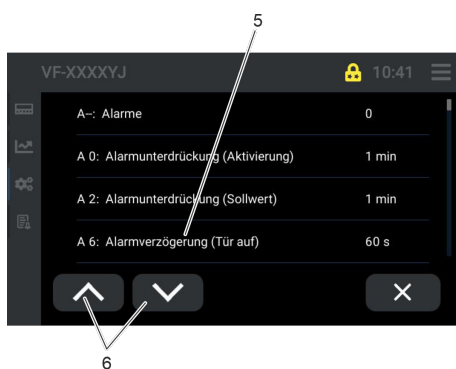 5
VF-XXXXYJ 10:41
A--: Alarme 0
A 0: Alarmunterdrückung (Aktivierung) 1 min
A 2: Alarmunterdrückung (Sollwert) 1 min
A 6: Alarmverzögerung (Tür auf) 60 s
6